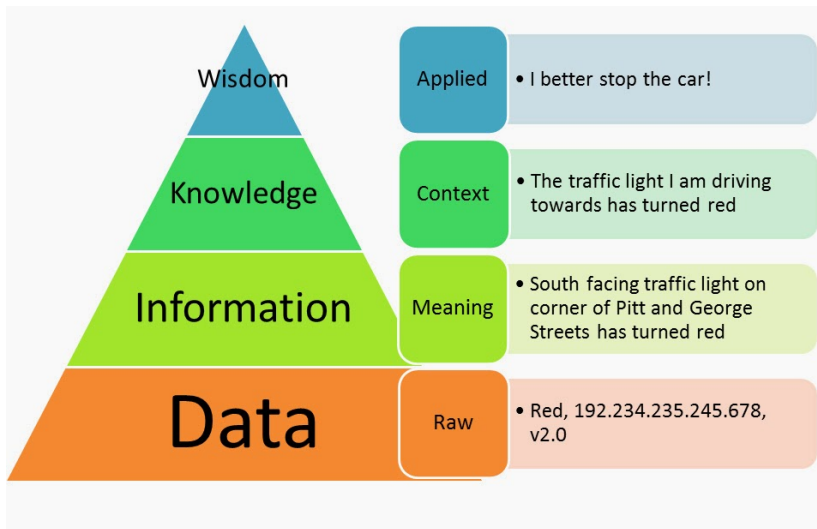 Wisdom
Applied
• I better stop the car!
Knowledge
Context
• The traffic light I am driving
towards has turned red
Information
Meaning
• South facing traffic light on
corner of Pitt and George
Streets has turned red
Data
Raw
• Red, 192.234.235.245.678,
v2.0